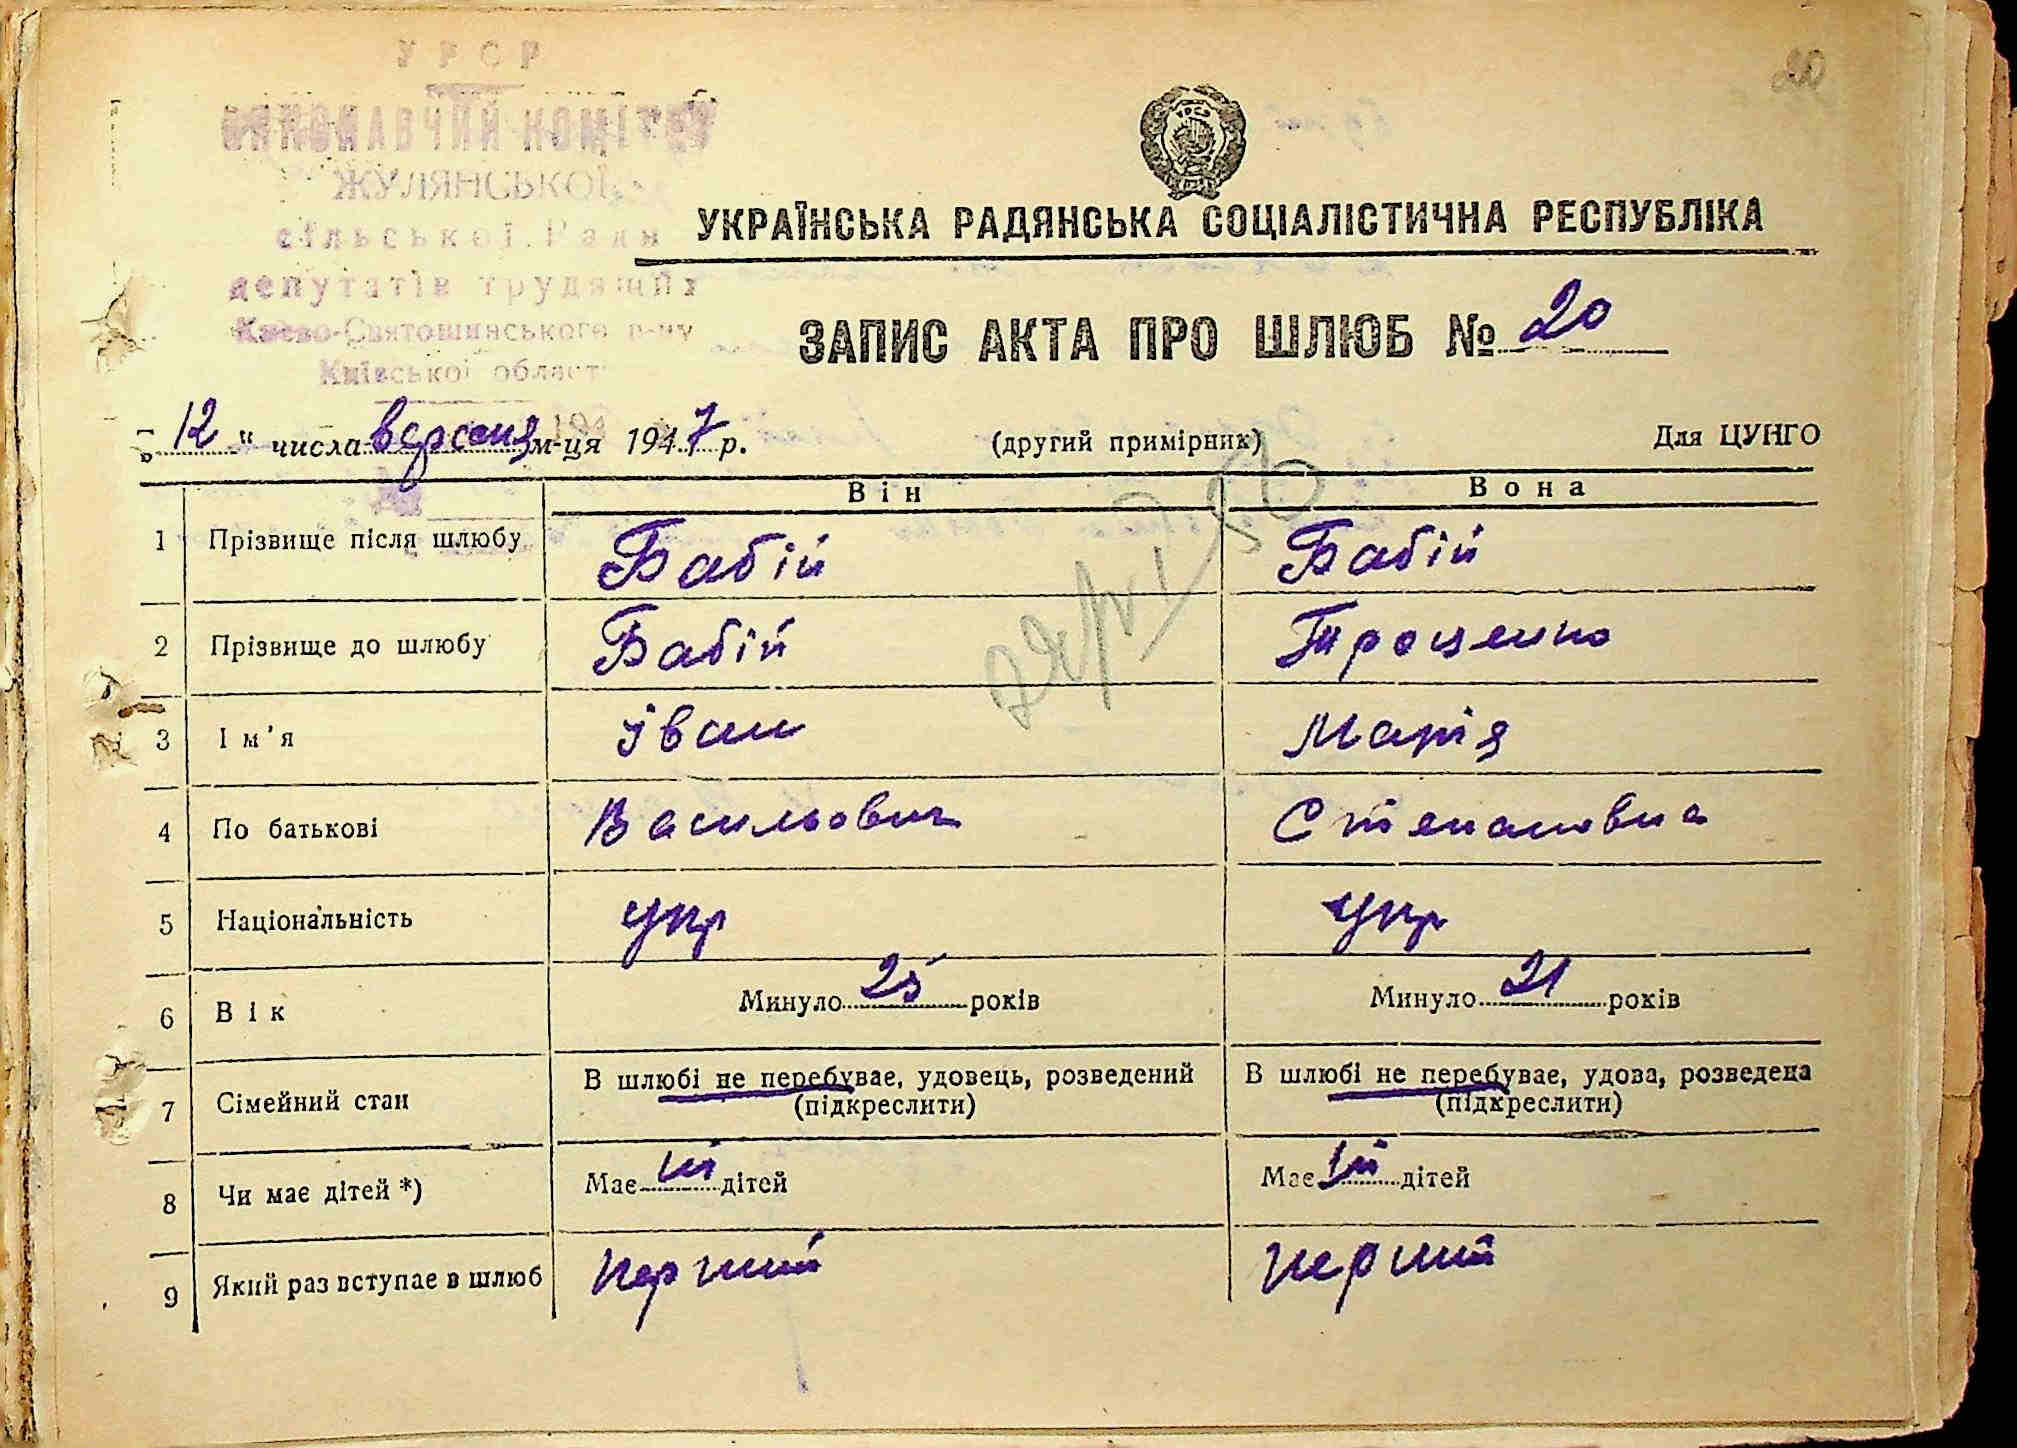 20
УРСР
ВИКОНАВЧИЙ КОМІТЕТ
ЖУЛЯНСЬКОЇ
сільської Ради
депутатів трудящих
Києво-Святошинського р-ну
Київської област
УКРАЇНСЬКА РАДЯНСЬКА СОЦІАЛІСТИЧНА РЕСПУБЛІКА
ЗАПИС АКТА ПРО ШЛЮБ № 20
„12“ числа вересня м-ця 1947 р. (другий примірник) Для ЦУНГО
Він Вона
1 Прізвище після шлюбу Бабій Бабій
2 Прізвище до шлюбу Бабій Троценко
3 Ім'я Іван Марія
4 По батькові Васильович Степановна
5 Національність укр укр
6 Вік Минуло 25 років Минуло 21 років
7 Сімейний стан В шлюбі не перебуває, удовець, розведений В шлюбі не перебуває, удова, розведена
(підкреслити) (підкреслити)
8 Чи має дітей *) Має дітей Має дітей
9 Який раз вступає в шлюб перший перший